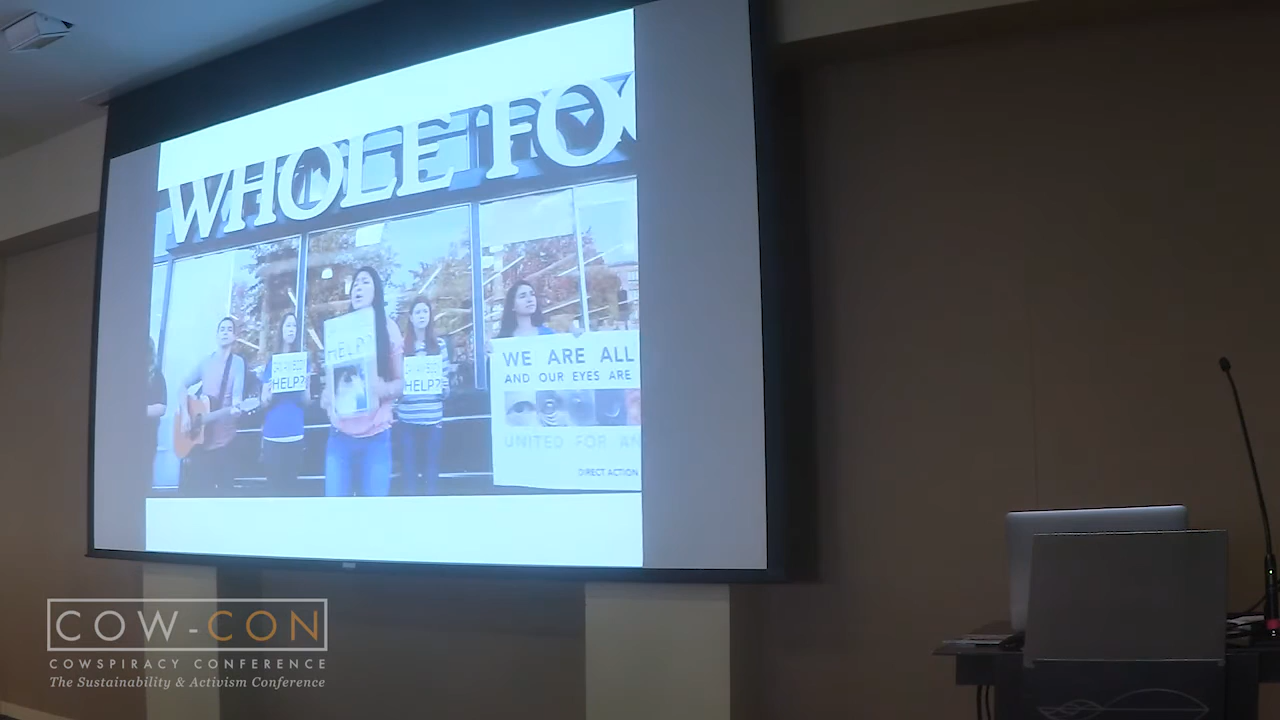 WHOLE FO
HELP?
HELP?
HELP?
WE ARE ALL
AND OUR EYES ARE
UNITED FOR AN
DIRECT ACTION
COW-CON
COWSPIRACY CONFERENCE
The Sustainability & Activism Conference